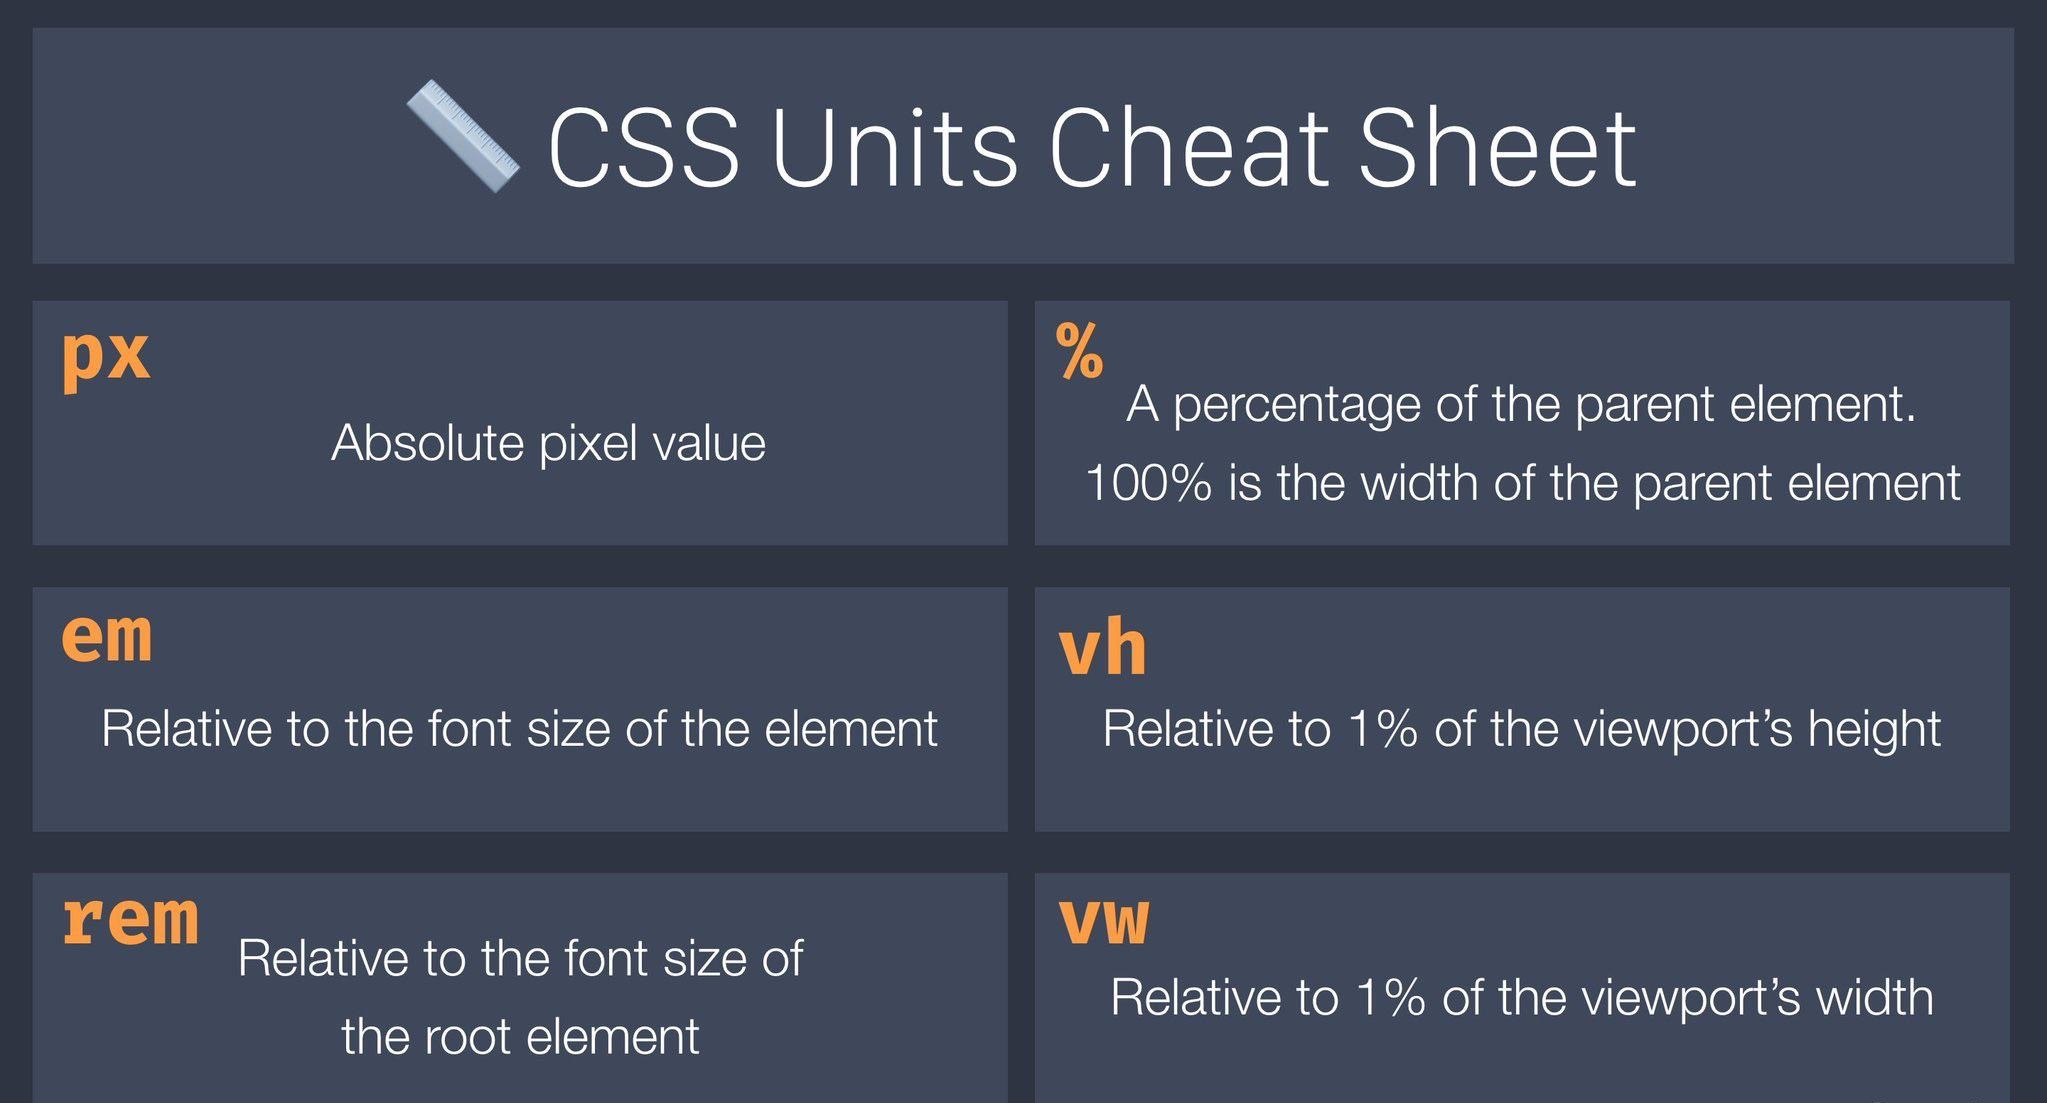 CSS Units Cheat Sheet
px
Absolute pixel value
%
A percentage of the parent element.
100% is the width of the parent element
em
Relative to the font size of the element
vh
Relative to 1% of the viewport’s height
rem
Relative to the font size of
the root element
vw
Relative to 1% of the viewport’s width